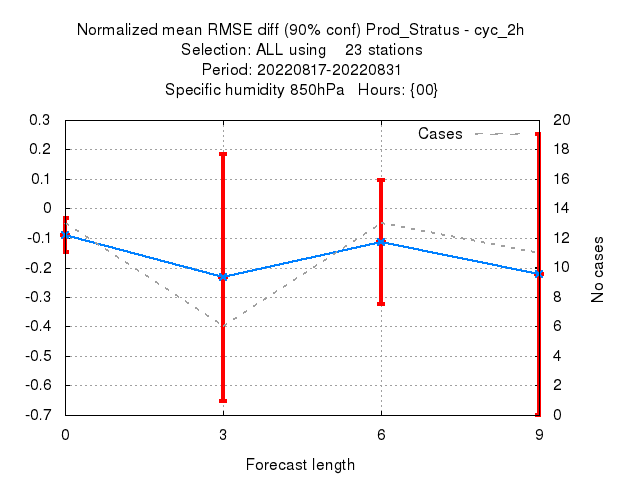 Normalized mean RMSE diff (90% conf) Prod_Stratus - cyc_2h
Selection: ALL using    23 stations
Period: 20220817-20220831
Specific humidity 850hPa   Hours: {00}
0.3
0.2
0.1
0
-0.1
-0.2
-0.3
-0.4
-0.5
-0.6
-0.7
Cases
20
18
16
14
12
10
8
6
4
2
0
No cases
0 3 6 9
Forecast length